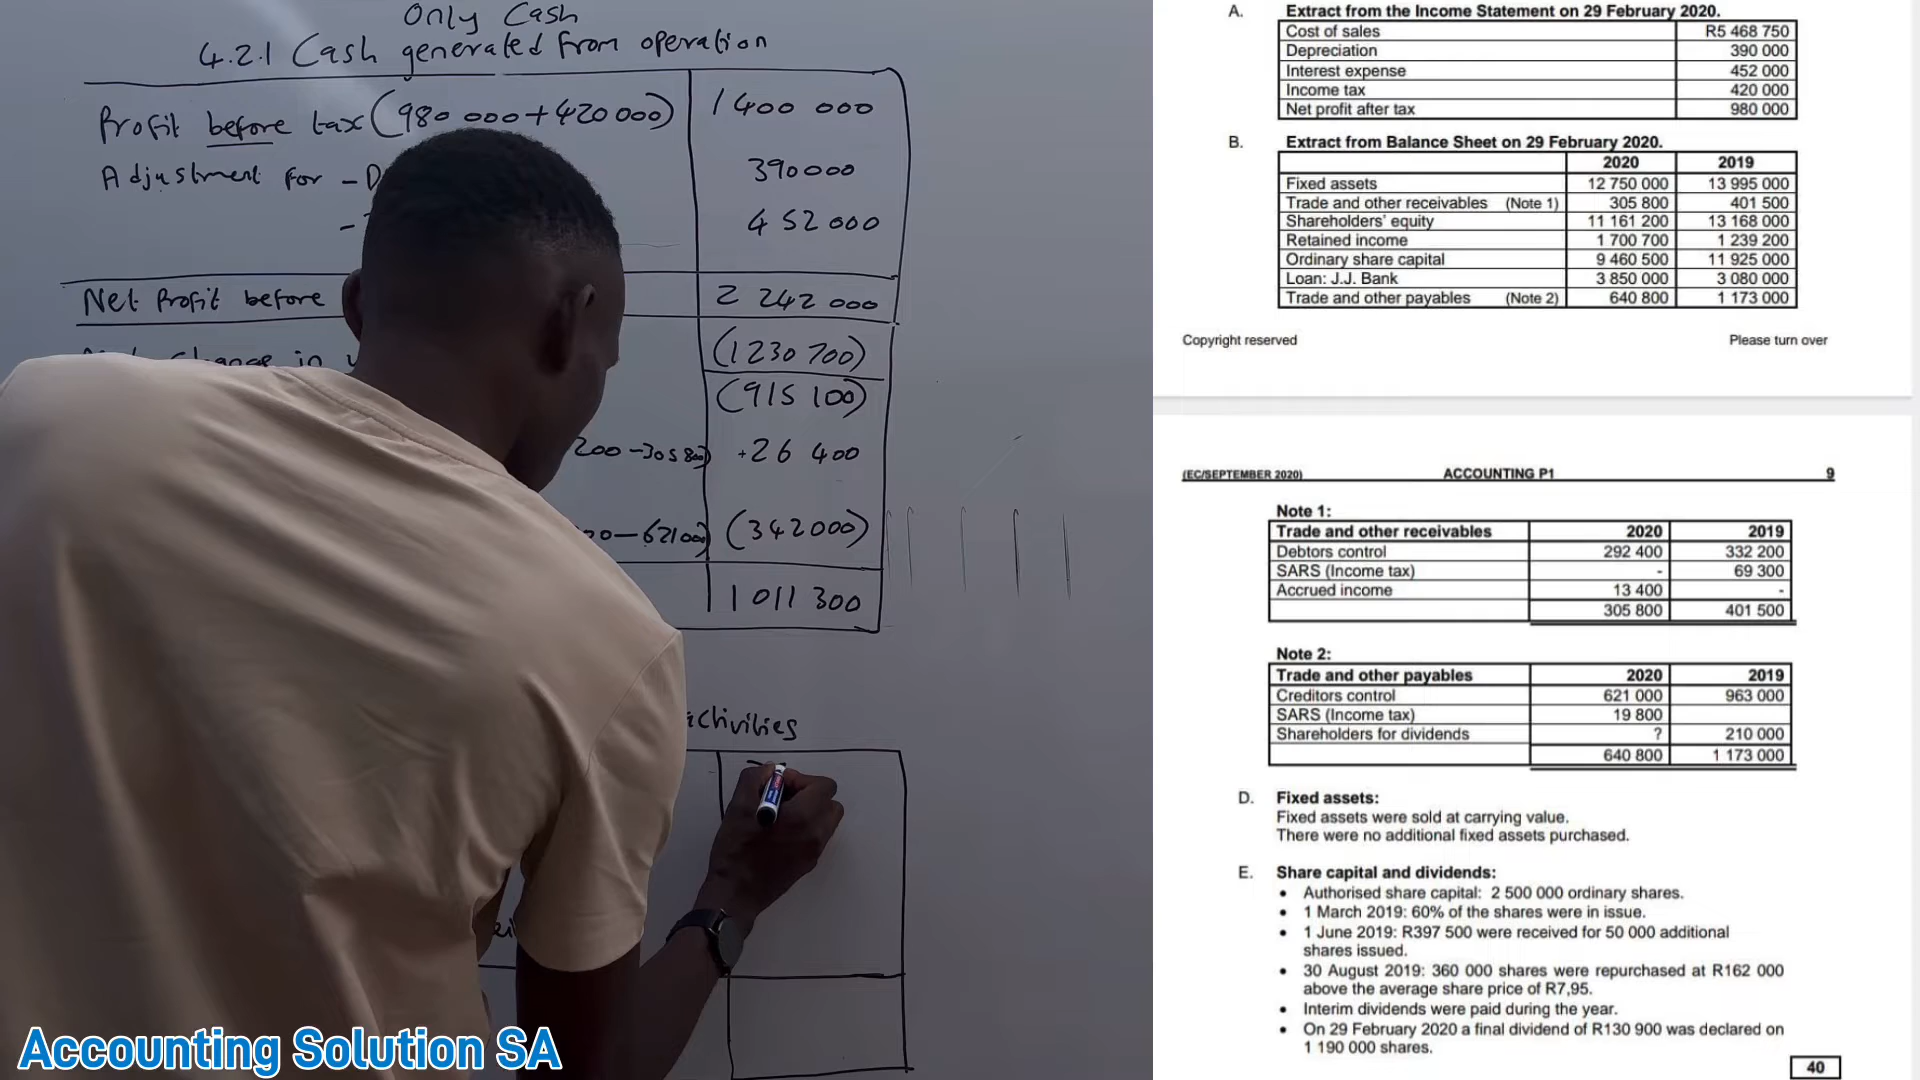 Only Cash
4.2.1 Cash generated from operation
Profit before tax (980 000+420 000) 1 400 000
Adjustment for - D 390000
- 452 000
Net Profit before 2 242 000
change in (1 230 700)
(915 100)
200 -305 800) +26 400
00-621 000) (342 000)
1 011 300
activities
Accounting Solution SA
A. Extract from the Income Statement on 29 February 2020.
Cost of sales R5 468 750
Depreciation 390 000
Interest expense 452 000
Income tax 420 000
Net profit after tax 980 000
B. Extract from Balance Sheet on 29 February 2020.
2020 2019
Fixed assets 12 750 000 13 995 000
Trade and other receivables (Note 1) 305 800 401 500
Shareholders' equity 11 161 200 13 168 000
Retained income 1 700 700 1 239 200
Ordinary share capital 9 460 500 11 925 000
Loan: J.J. Bank 3 850 000 3 080 000
Trade and other payables (Note 2) 640 800 1 173 000
Copyright reserved Please turn over
(EC/SEPTEMBER 2020) ACCOUNTING P1 9
Note 1:
Trade and other receivables 2020 2019
Debtors control 292 400 332 200
SARS (Income tax) - 69 300
Accrued income 13 400 -
305 800 401 500
Note 2:
Trade and other payables 2020 2019
Creditors control 621 000 963 000
SARS (Income tax) 19 800
Shareholders for dividends ? 210 000
640 800 1 173 000
D. Fixed assets:
Fixed assets were sold at carrying value.
There were no additional fixed assets purchased.
E. Share capital and dividends:
• Authorised share capital: 2 500 000 ordinary shares.
• 1 March 2019: 60% of the shares were in issue.
• 1 June 2019: R397 500 were received for 50 000 additional
shares issued.
• 30 August 2019: 360 000 shares were repurchased at R162 000
above the average share price of R7,95.
• Interim dividends were paid during the year.
• On 29 February 2020 a final dividend of R130 900 was declared on
1 190 000 shares.
40